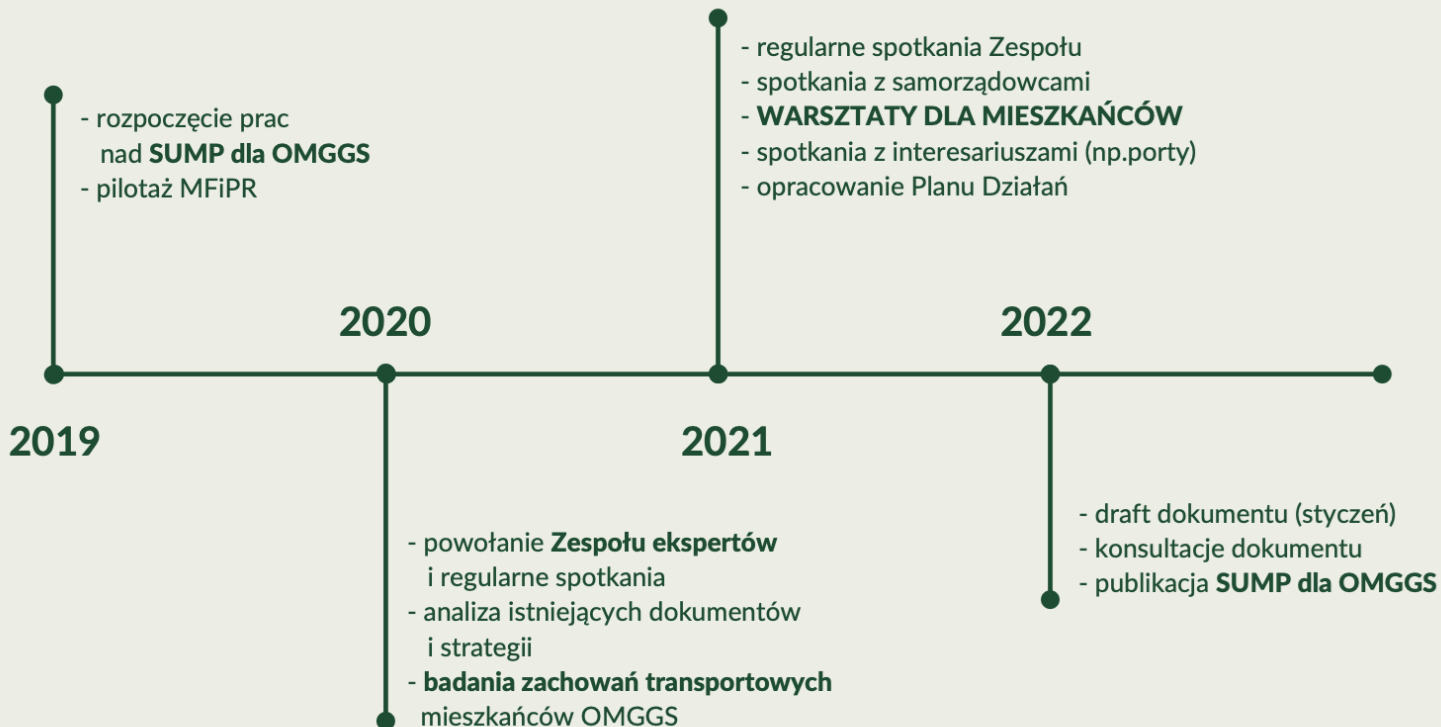 - rozpoczęcie prac
nad SUMP dla OMGGS
- pilotaż MFiPR
- regularne spotkania Zespołu
- spotkania z samorządowcami
- WARSZTATY DLA MIESZKAŃCÓW
- spotkania z interesariuszami (np.porty)
- opracowanie Planu Działań
2020
2022
2019
2021
- powołanie Zespołu ekspertów
i regularne spotkania
- analiza istniejących dokumentów
i strategii
- badania zachowań transportowych
mieszkańców OMGGS
- draft dokumentu (styczeń)
- konsultacje dokumentu
- publikacja SUMP dla OMGGS